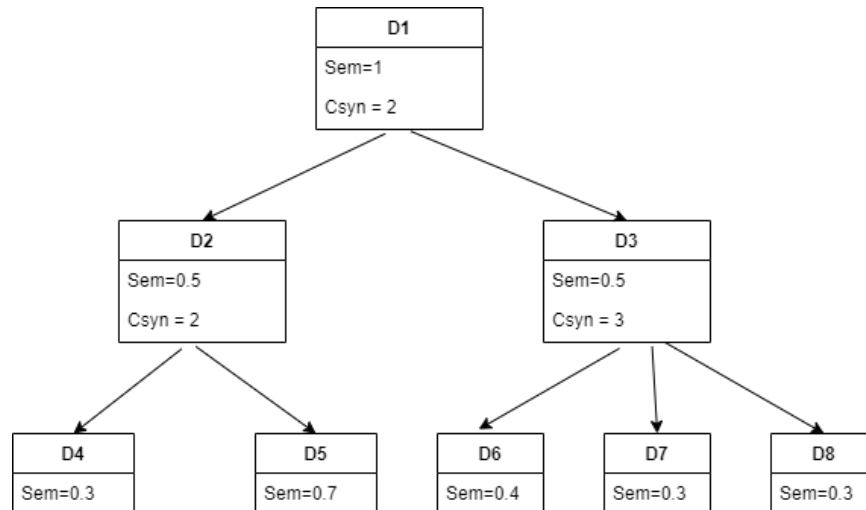 D1
Sem=1
Csyn = 2
D2
Sem=0.5
Csyn = 2
D3
Sem=0.5
Csyn = 3
D4
Sem=0.3
D5
Sem=0.7
D6
Sem=0.4
D7
Sem=0.3
D8
Sem=0.3